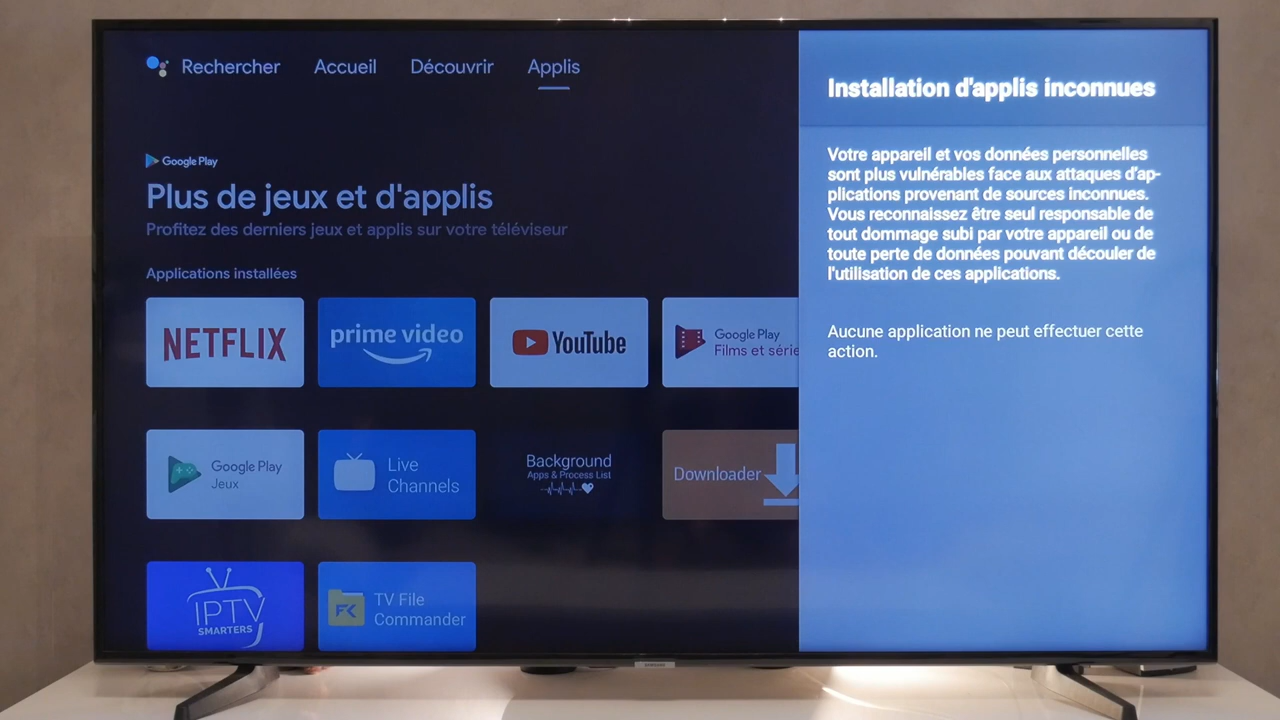 Rechercher Accueil Découvrir Applis
Google Play
Plus de jeux et d'applis
Profitez des derniers jeux et applis sur votre téléviseur
Applications installées
NETFLIX
prime video
YouTube
Google Play
Films et série
Google Play
Jeux
Live
Channels
Background
Apps & Process List
Downloader
IPTV
SMARTERS
FK
TV File
Commander
Installation d'applis inconnues
Votre appareil et vos données personnelles
sont plus vulnérables face aux attaques d'ap-
plications provenant de sources inconnues.
Vous reconnaissez être seul responsable de
tout dommage subi par votre appareil ou de
toute perte de données pouvant découler de
l'utilisation de ces applications.
Aucune application ne peut effectuer cette
action.
SAMSUNG